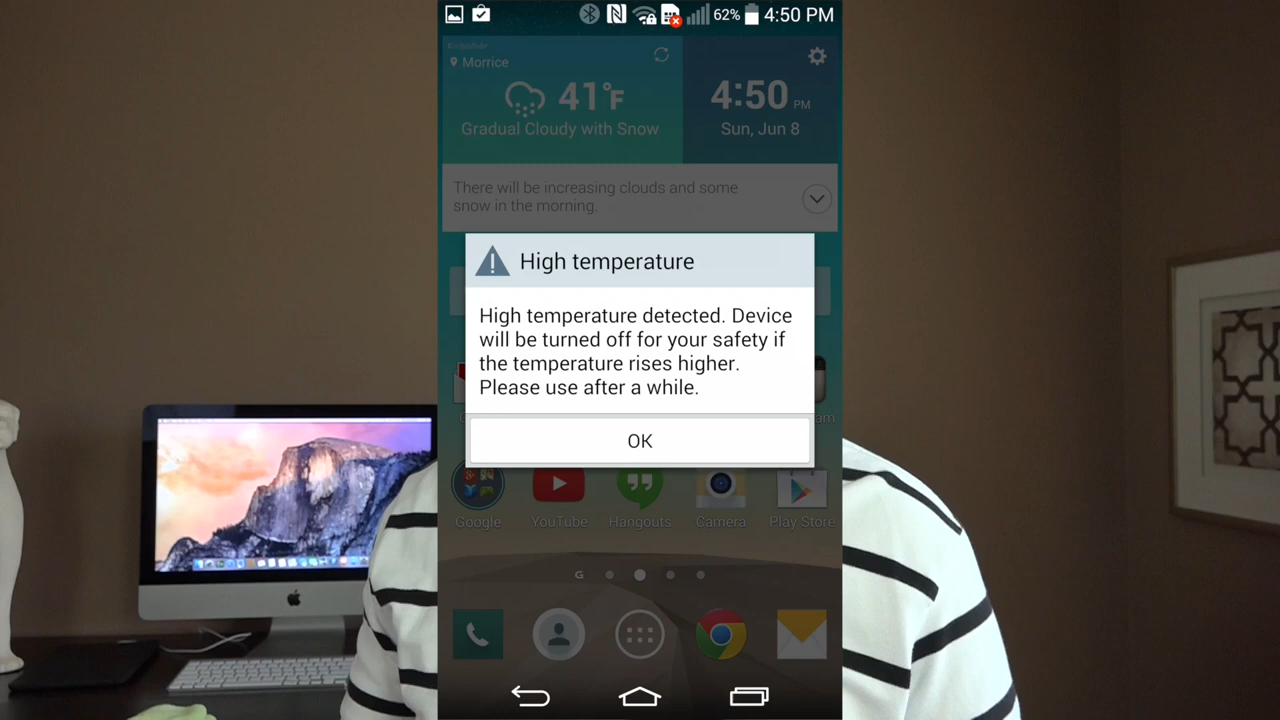 62% 4:50 PM
Morrice
41°F
Gradual Cloudy with Snow
4:50 PM
Sun, Jun 8
There will be increasing clouds and some
snow in the morning.
High temperature
High temperature detected. Device
will be turned off for your safety if
the temperature rises higher.
Please use after a while.
OK
Google YouTube Hangouts Camera Play Store
G